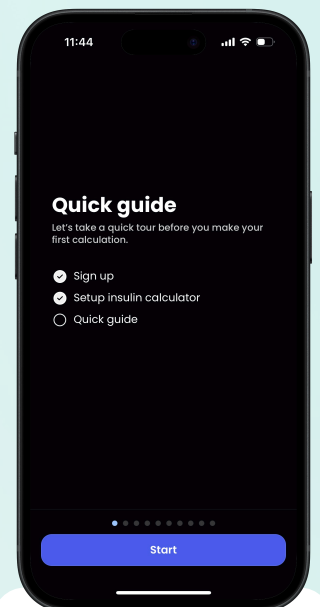 11:44
Quick guide
Let's take a quick tour before you make your
first calculation.
Sign up
Setup insulin calculator
Quick guide
Start